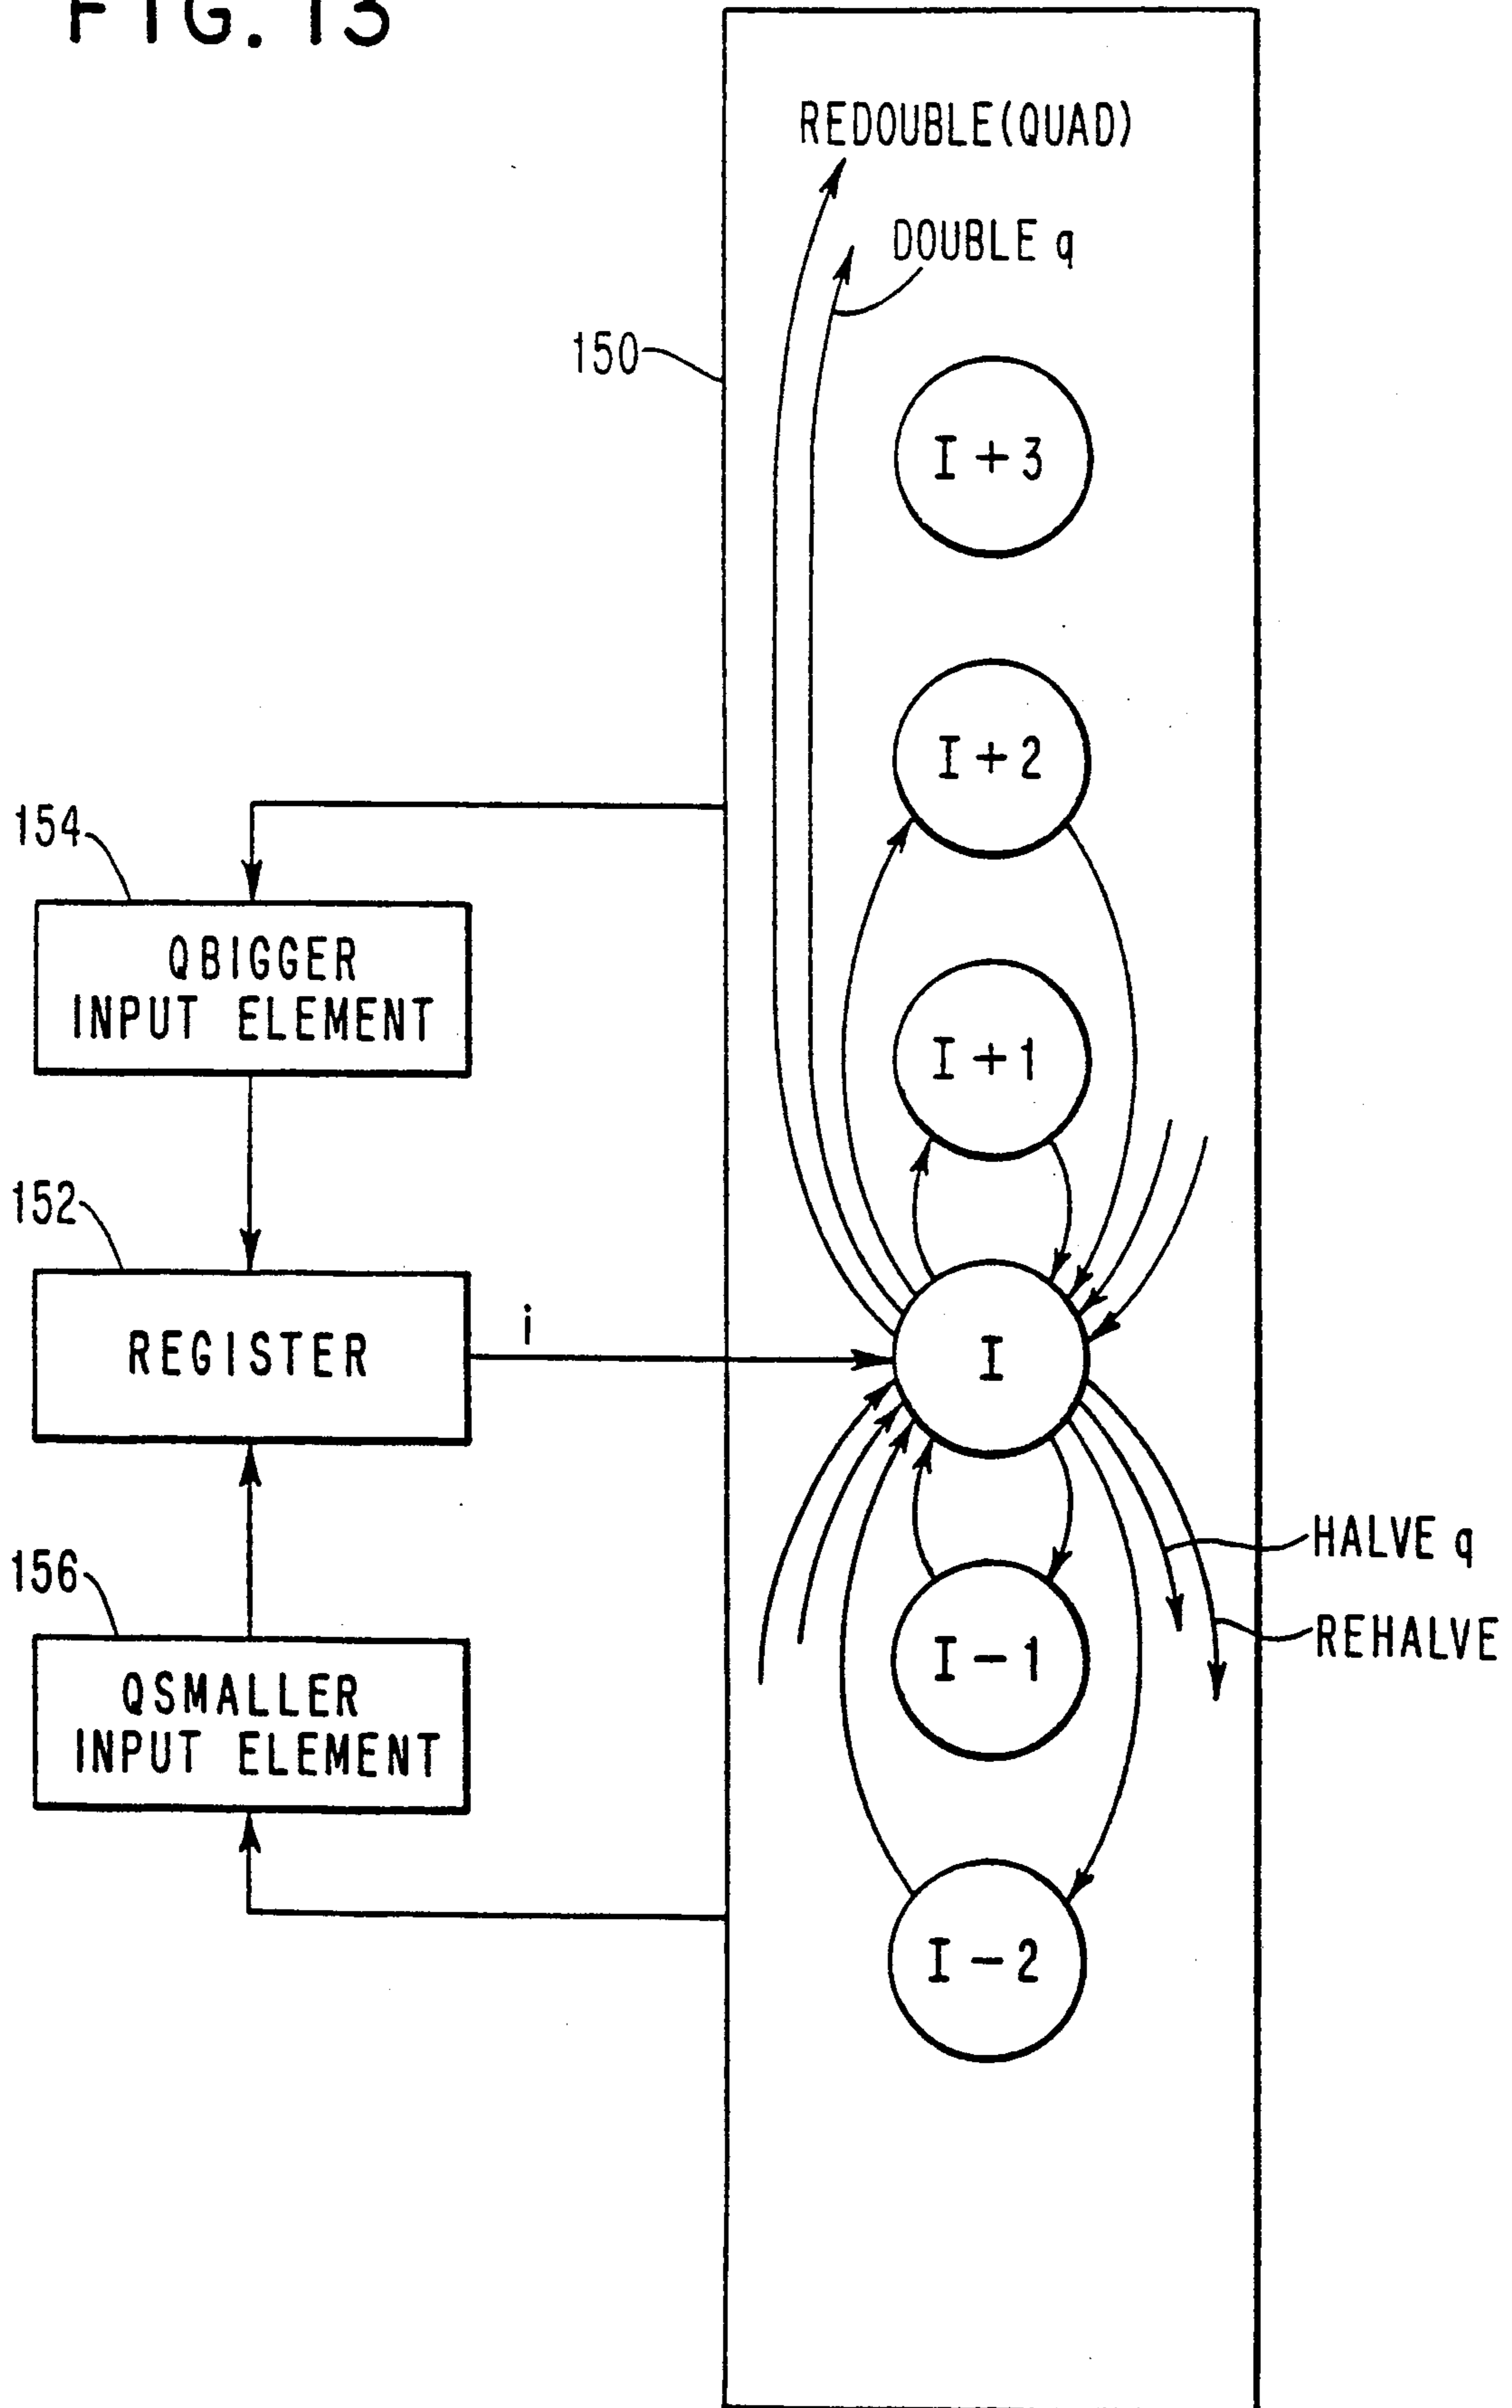 FIG. 13
REDOUBLE(QUAD)
DOUBLE q
150
I+3
I+2
154
QBIGGER
INPUT ELEMENT
I+1
152
REGISTER
i
I
HALVE q
156
REHALVE
I-1
QSMALLER
INPUT ELEMENT
I-2